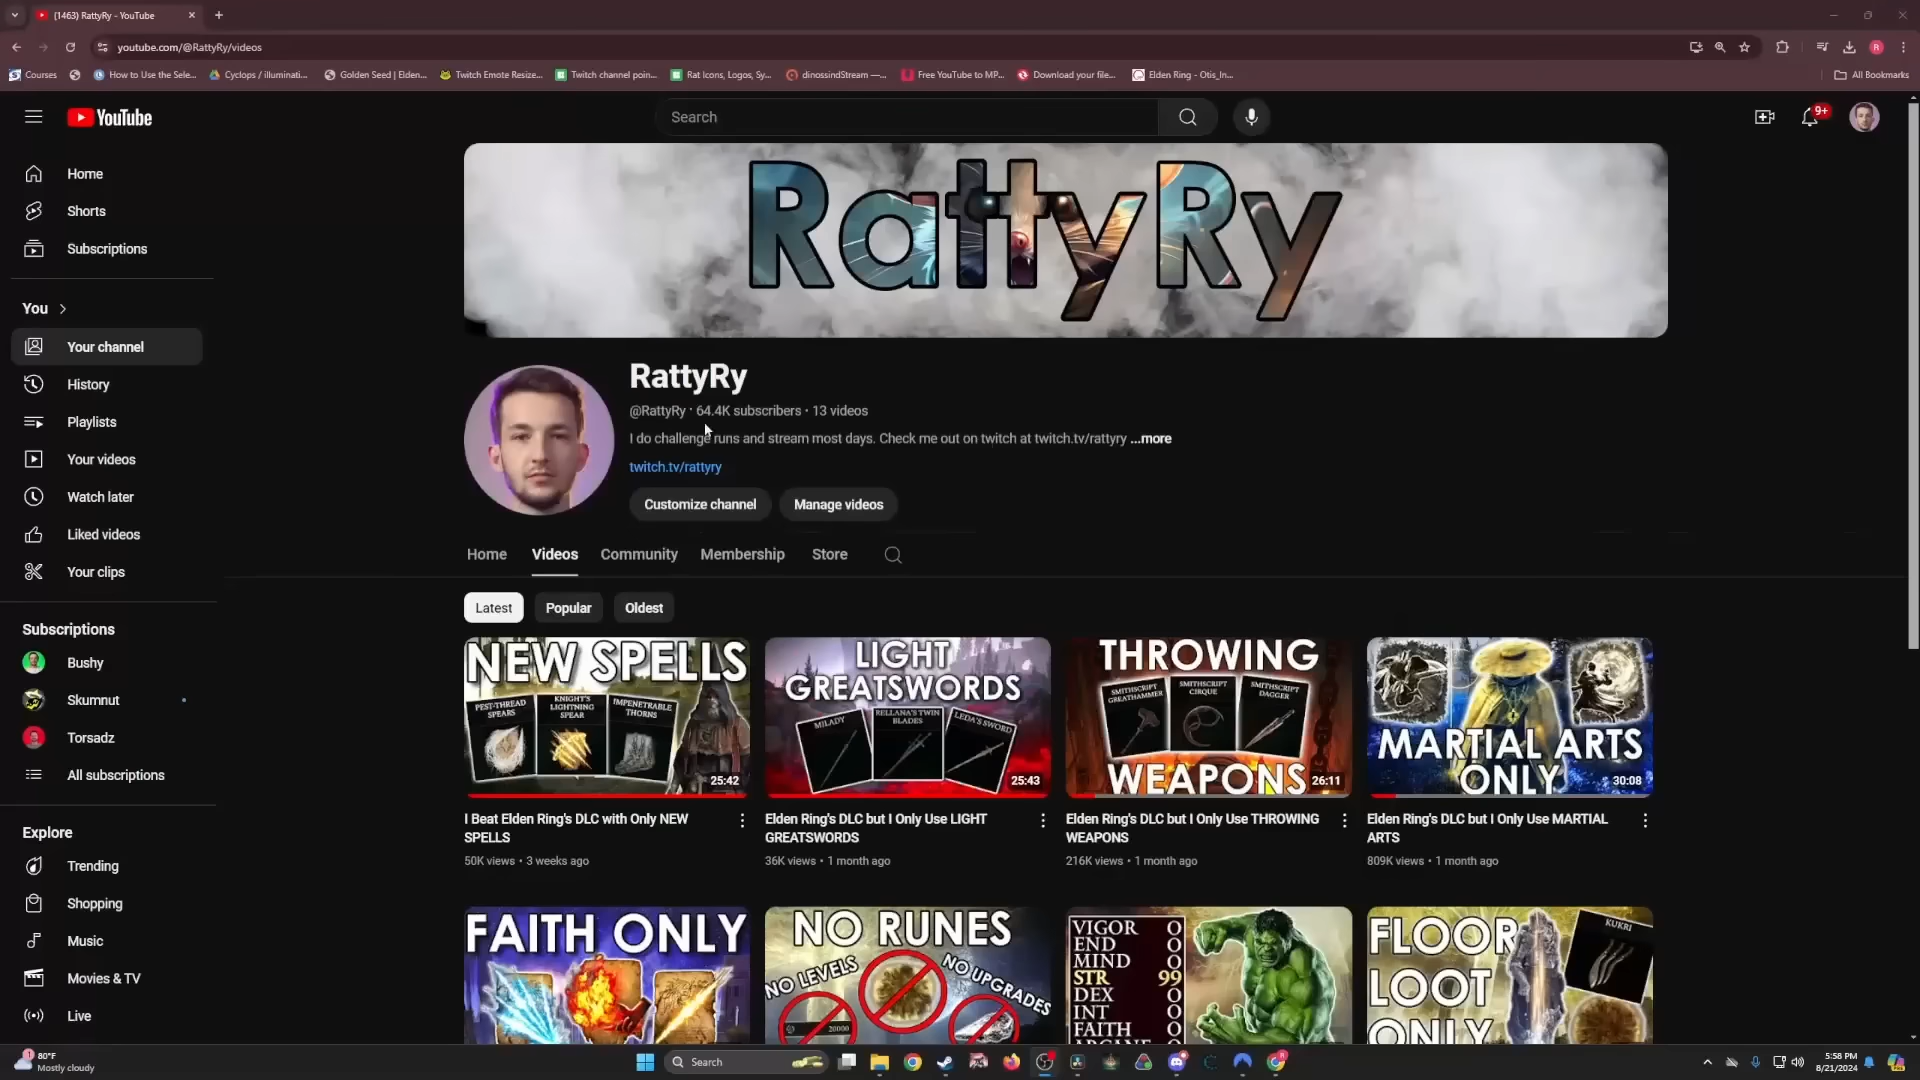 [1463) RattyRy - YouTube
youtube.com/@RattyRy/videos
Courses
How to Use the Sele...
Cyclops / illuminati...
Golden Seed | Elden...
Twitch Emote Resize...
Twitch channel poin...
Rat Icons, Logos, Sy...
dinossindStream —...
Free YouTube to MP...
Download your file...
Elden Ring - Otis_In...
All Bookmarks
YouTube
Search
9+
Home
Shorts
Subscriptions
You
Your channel
History
Playlists
Your videos
Watch later
Liked videos
Your clips
Subscriptions
Bushy
Skumnut
Torsadz
All subscriptions
Explore
Trending
Shopping
Music
Movies & TV
Live
RattyRy
RattyRy
@RattyRy · 64.4K subscribers · 13 videos
I do challenge runs and stream most days. Check me out on twitch at twitch.tv/rattyry ...more
twitch.tv/rattyry
Customize channel
Manage videos
Home
Videos
Community
Membership
Store
Latest
Popular
Oldest
NEW SPELLS
PEST-THREAD
SPEARS
KNIGHT'S
LIGHTNING
SPEAR
IMPENETRABLE
THORNS
25:42
I Beat Elden Ring's DLC with Only NEW
SPELLS
50K views · 3 weeks ago
LIGHT
GREATSWORDS
MILADY
RELLANA'S TWIN
BLADES
LEDA'S SWORD
25:43
Elden Ring's DLC but I Only Use LIGHT
GREATSWORDS
36K views · 1 month ago
THROWING
SMITHSCRIPT
GREATHAMMER
SMITHSCRIPT
CIRQUE
SMITHSCRIPT
DAGGER
WEAPONS
26:11
Elden Ring's DLC but I Only Use THROWING
WEAPONS
216K views · 1 month ago
MARTIAL ARTS
ONLY
30:08
Elden Ring's DLC but I Only Use MARTIAL
ARTS
809K views · 1 month ago
FAITH ONLY
NO RUNES
NO LEVELS
NO UPGRADES
20000
VIGOR 0
END 0
MIND 0
STR 99
DEX 0
INT 0
FAITH 0
ARCANE 0
FLOOR
LOOT
ONLY
KUKRI
80°F
Mostly cloudy
Search
5:58 PM
8/21/2024